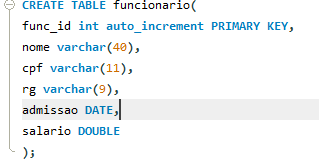 CREATE TABLE funcionario(
func_id int auto_increment PRIMARY KEY,
nome varchar(40),
cpf varchar(11),
rg varchar(9),
admissao DATE,
salario DOUBLE
);